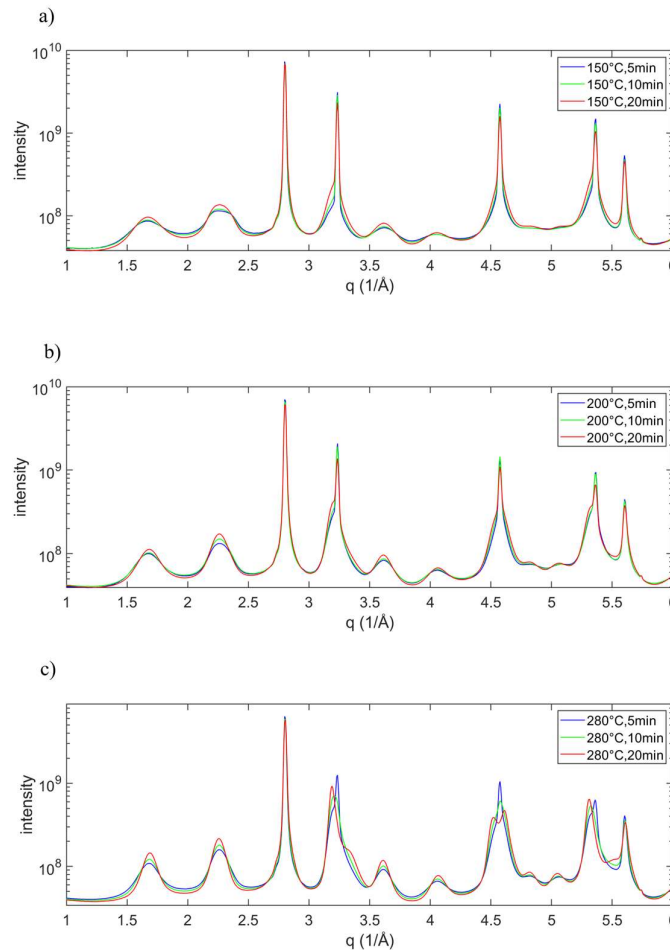 a)
10^10
10^9
10^8
intensity
150°C,5min
150°C,10min
150°C,20min
1 1.5 2 2.5 3 3.5 4 4.5 5 5.5 6
q (1/Å)
b)
10^10
10^9
10^8
intensity
200°C,5min
200°C,10min
200°C,20min
1 1.5 2 2.5 3 3.5 4 4.5 5 5.5 6
q (1/Å)
c)
10^9
10^8
intensity
280°C,5min
280°C,10min
280°C,20min
1 1.5 2 2.5 3 3.5 4 4.5 5 5.5 6
q (1/Å)